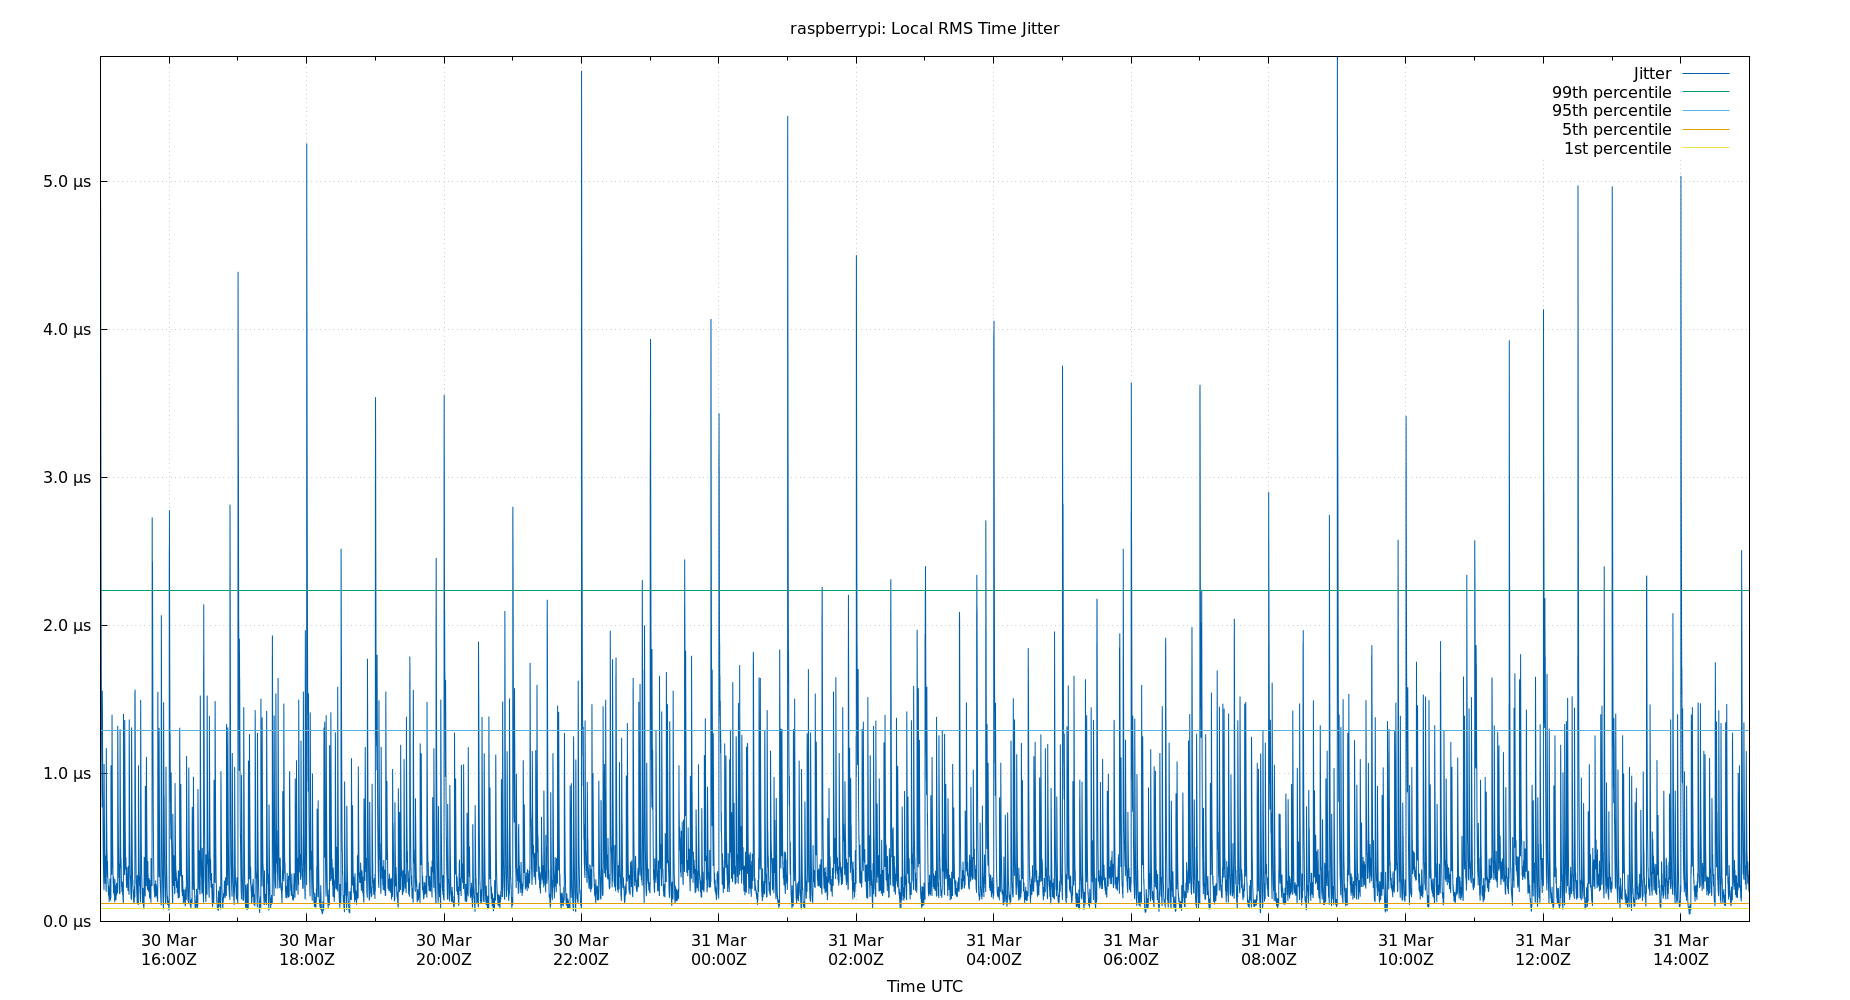 raspberrypi: Local RMS Time Jitter
Jitter
99th percentile
95th percentile
5th percentile
1st percentile
5.0 µs
4.0 µs
3.0 µs
2.0 µs
1.0 µs
0.0 µs
30 Mar 30 Mar 30 Mar 30 Mar 31 Mar 31 Mar 31 Mar 31 Mar 31 Mar 31 Mar 31 Mar 31 Mar
16:00Z 18:00Z 20:00Z 22:00Z 00:00Z 02:00Z 04:00Z 06:00Z 08:00Z 10:00Z 12:00Z 14:00Z
Time UTC